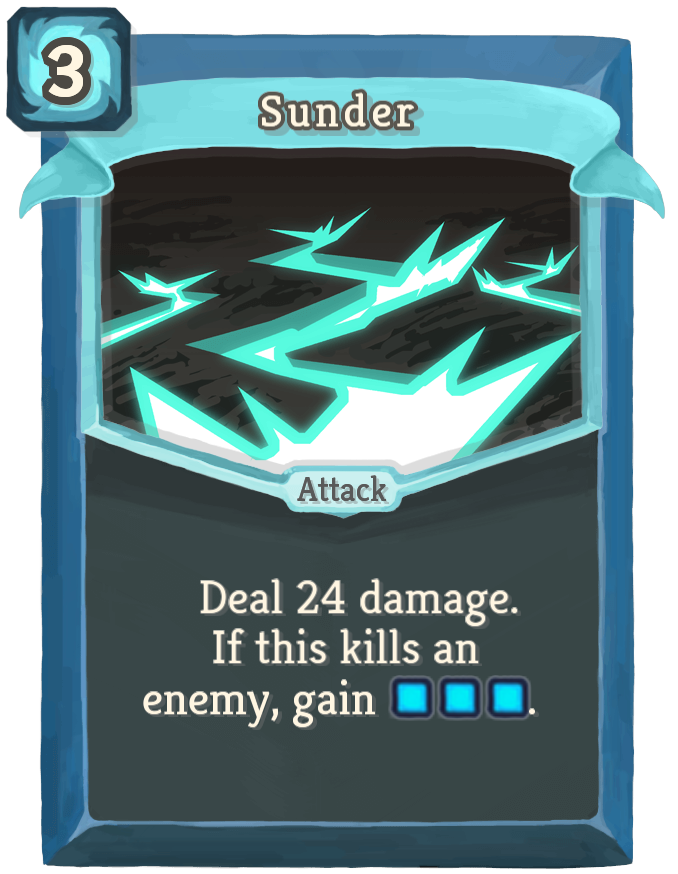 3
Sunder
Attack
Deal 24 damage.
If this kills an
enemy, gain .